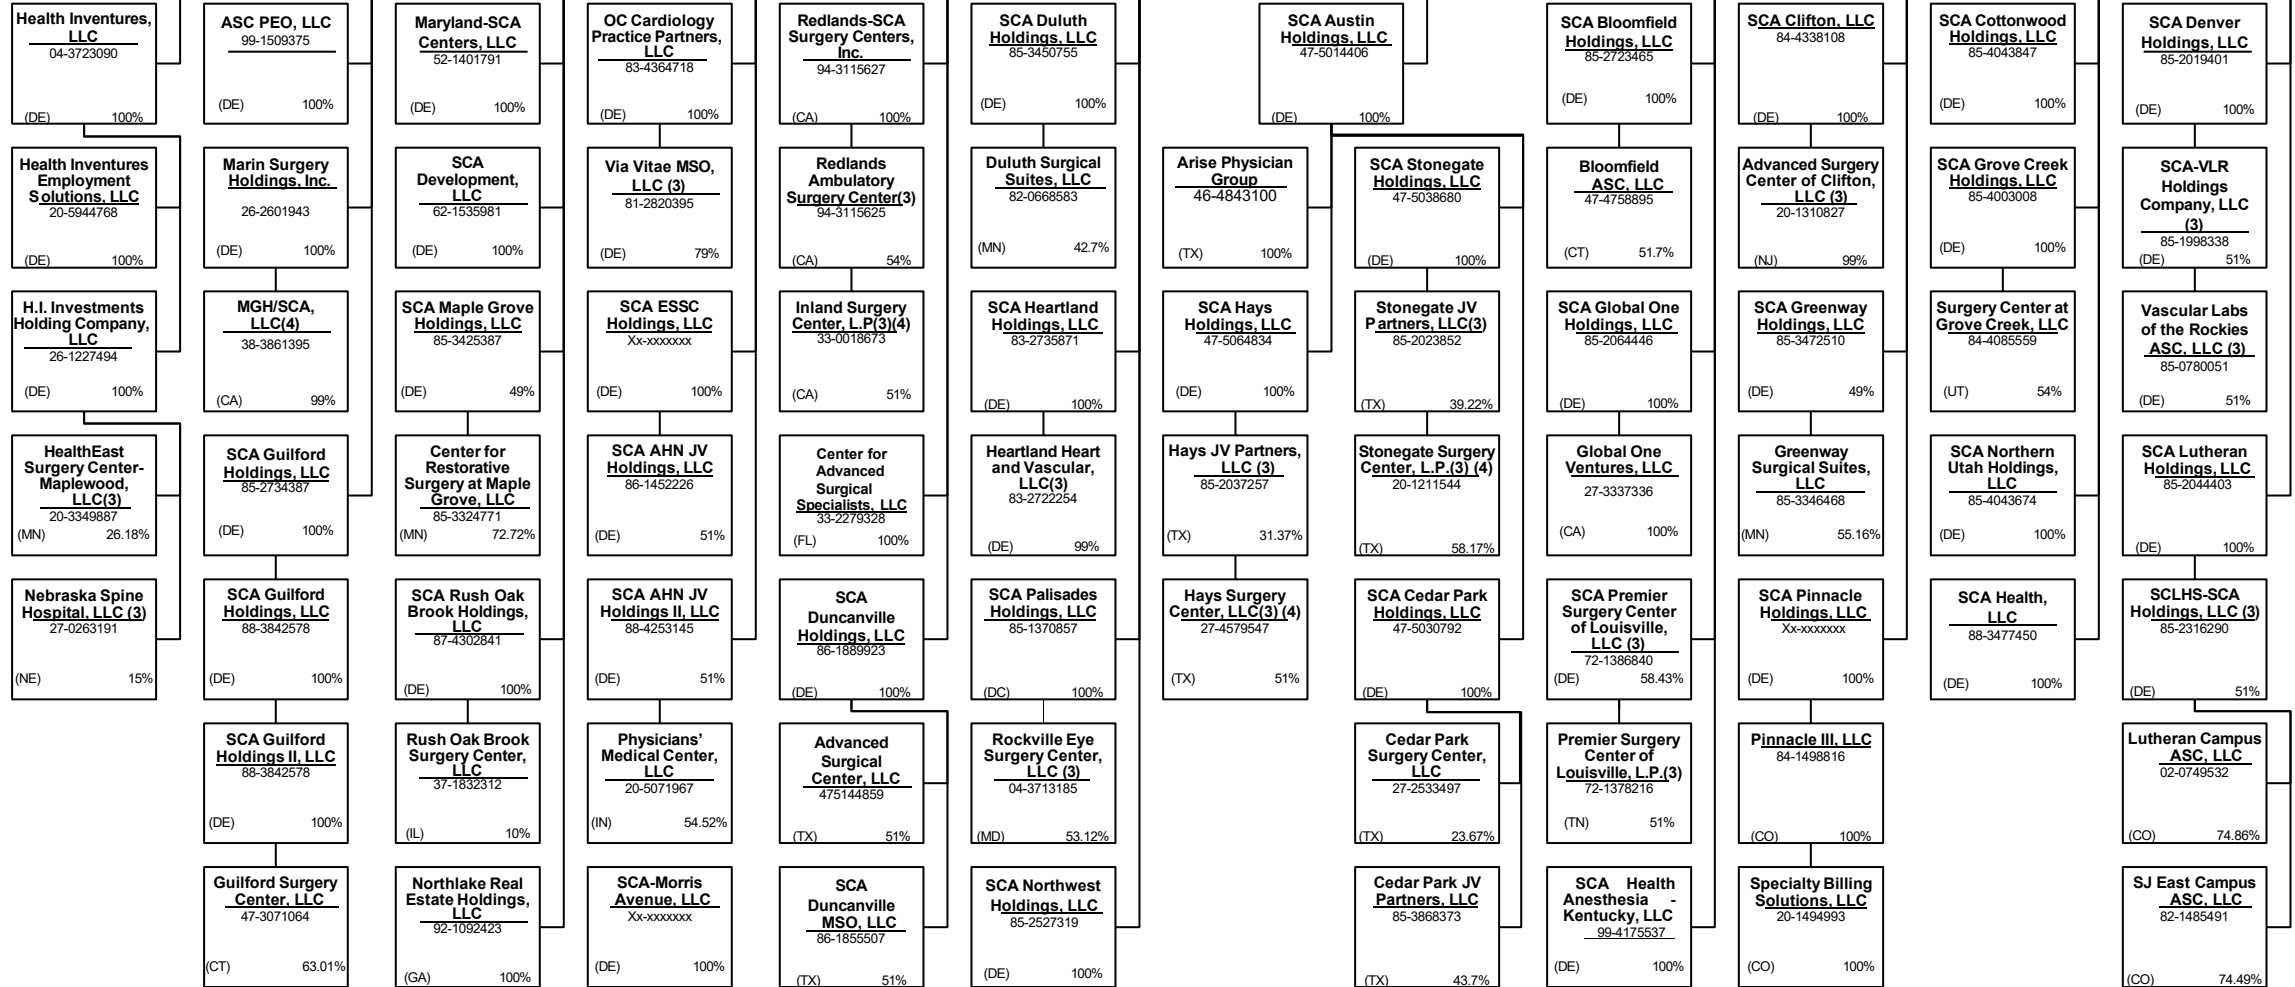 Health Inventures,
LLC
04-3723090
(DE) 100%
Health Inventures
Employment
Solutions, LLC
20-5944768
(DE) 100%
H.I. Investments
Holding Company,
LLC
26-1227494
(DE) 100%
HealthEast
Surgery Center-
Maplewood,
LLC(3)
20-3349887
(MN) 26.18%
Nebraska Spine
Hospital, LLC (3)
27-0263191
(NE) 15%
ASC PEO, LLC
99-1509375
(DE) 100%
Marin Surgery
Holdings, Inc.
26-2601943
(DE) 100%
MGH/SCA,
LLC(4)
38-3861395
(CA) 99%
SCA Guilford
Holdings, LLC
85-2734387
(DE) 100%
SCA Guilford
Holdings, LLC
88-3842578
(DE) 100%
SCA Guilford
Holdings II, LLC
88-3842578
(DE) 100%
Guilford Surgery
Center, LLC
47-3071064
(CT) 63.01%
Maryland-SCA
Centers, LLC
52-1401791
(DE) 100%
SCA
Development,
LLC
62-1535981
(DE) 100%
SCA Maple Grove
Holdings, LLC
85-3425387
(DE) 49%
Center for
Restorative
Surgery at Maple
Grove, LLC
85-3324771
(MN) 72.72%
SCA Rush Oak
Brook Holdings,
LLC
87-4302841
(DE) 100%
Rush Oak Brook
Surgery Center,
LLC
37-1832312
(IL) 10%
Northlake Real
Estate Holdings,
LLC
92-1092423
(GA) 100%
OC Cardiology
Practice Partners,
LLC
83-4364718
(DE) 100%
Via Vitae MSO,
LLC (3)
81-2820395
(DE) 79%
SCA ESSC
Holdings, LLC
Xx-xxxxxxx
(DE) 100%
SCA AHN JV
Holdings, LLC
86-1452226
(DE) 51%
SCA AHN JV
Holdings II, LLC
88-4253145
(DE) 51%
Physicians’
Medical Center,
LLC
20-5071967
(IN) 54.52%
SCA-Morris
Avenue, LLC
Xx-xxxxxxx
(DE) 100%
Redlands-SCA
Surgery Centers,
Inc.
94-3115627
(CA) 100%
Redlands
Ambulatory
Surgery Center(3)
94-3115625
(CA) 54%
Inland Surgery
Center, L.P(3)(4)
33-0018673
(CA) 51%
Center for
Advanced
Surgical
Specialists, LLC
33-2279328
(FL) 100%
SCA
Duncanville
Holdings, LLC
86-1889923
(DE) 100%
Advanced
Surgical
Center, LLC
475144859
(TX) 51%
SCA
Duncanville
MSO, LLC
86-1855507
(TX) 51%
SCA Duluth
Holdings, LLC
85-3450755
(DE) 100%
Duluth Surgical
Suites, LLC
82-0668583
(MN) 42.7%
SCA Heartland
Holdings, LLC
83-2735871
(DE) 100%
Heartland Heart
and Vascular,
LLC(3)
83-2722254
(DE) 99%
SCA Palisades
Holdings, LLC
85-1370857
(DC) 100%
Rockville Eye
Surgery Center,
LLC (3)
04-3713185
(MD) 53.12%
SCA Northwest
Holdings, LLC
85-2527319
(DE) 100%
SCA Austin
Holdings, LLC
47-5014406
(DE) 100%
Arise Physician
Group
46-4843100
(TX) 100%
SCA Hays
Holdings, LLC
47-5064834
(DE) 100%
Hays JV Partners,
LLC (3)
85-2037257
(TX) 31.37%
Hays Surgery
Center, LLC(3) (4)
27-4579547
(TX) 51%
SCA Stonegate
Holdings, LLC
47-5038680
(DE) 100%
Stonegate JV
Partners, LLC(3)
85-2023852
(TX) 39.22%
Stonegate Surgery
Center, L.P.(3) (4)
20-1211544
(TX) 58.17%
SCA Cedar Park
Holdings, LLC
47-5030792
(DE) 100%
Cedar Park
Surgery Center,
LLC
27-2533497
(TX) 23.67%
Cedar Park JV
Partners, LLC
85-3868373
(TX) 43.7%
SCA Bloomfield
Holdings, LLC
85-2723465
(DE) 100%
Bloomfield
ASC, LLC
47-4758895
(CT) 51.7%
SCA Global One
Holdings, LLC
85-2064446
(DE) 100%
Global One
Ventures, LLC
27-3337336
(CA) 100%
SCA Premier
Surgery Center
of Louisville,
LLC (3)
72-1386840
(DE) 58.43%
Premier Surgery
Center of
Louisville, L.P.(3)
72-1378216
(TN) 51%
SCA Health
Anesthesia -
Kentucky, LLC
99-4175537
(DE) 100%
SCA Clifton, LLC
84-4338108
(DE) 100%
Advanced Surgery
Center of Clifton,
LLC (3)
20-1310827
(NJ) 99%
SCA Greenway
Holdings, LLC
85-3472510
(DE) 49%
Greenway
Surgical Suites,
LLC
85-3346468
(MN) 55.16%
SCA Pinnacle
Holdings, LLC
Xx-xxxxxxx
(DE) 100%
Pinnacle III, LLC
84-1498816
(CO) 100%
Specialty Billing
Solutions, LLC
20-1494993
(CO) 100%
SCA Cottonwood
Holdings, LLC
85-4043847
(DE) 100%
SCA Grove Creek
Holdings, LLC
85-4003008
(DE) 100%
Surgery Center at
Grove Creek, LLC
84-4085559
(UT) 54%
SCA Northern
Utah Holdings,
LLC
85-4043674
(DE) 100%
SCA Health,
LLC
88-3477450
(DE) 100%
SCA Denver
Holdings, LLC
85-2019401
(DE) 100%
SCA-VLR
Holdings
Company, LLC
(3)
85-1998338
(DE) 51%
Vascular Labs
of the Rockies
ASC, LLC (3)
85-0780051
(DE) 51%
SCA Lutheran
Holdings, LLC
85-2044403
(DE) 100%
SCLHS-SCA
Holdings, LLC (3)
85-2316290
(DE) 51%
Lutheran Campus
ASC, LLC
02-0749532
(CO) 74.86%
SJ East Campus
ASC, LLC
82-1485491
(CO) 74.49%